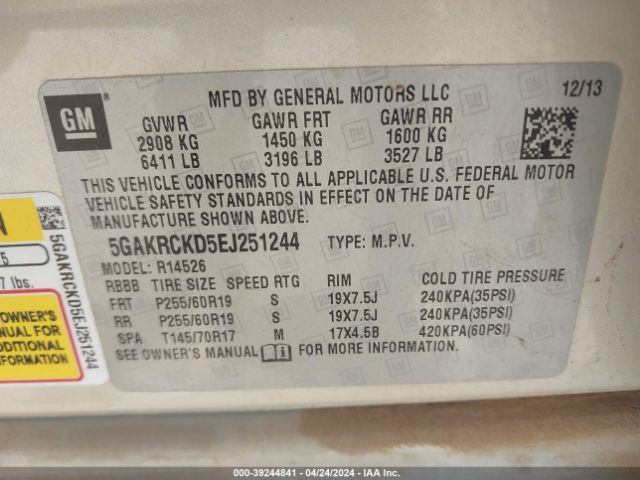 MFD BY GENERAL MOTORS LLC 12/13
GM ®
GVWR GAWR FRT GAWR RR
2908 KG 1450 KG 1600 KG
6411 LB 3196 LB 3527 LB
THIS VEHICLE CONFORMS TO ALL APPLICABLE U.S. FEDERAL MOTOR
VEHICLE SAFETY STANDARDS IN EFFECT ON THE DATE OF
MANUFACTURE SHOWN ABOVE.
5GAKRCKD5EJ251244 TYPE: M.P.V.
MODEL: R14526
RBBB TIRE SIZE SPEED RTG RIM COLD TIRE PRESSURE
FRT P255/60R19 S 19X7.5J 240KPA(35PSI)
RR P255/60R19 S 19X7.5J 240KPA(35PSI)
SPA T145/70R17 M 17X4.5B 420KPA(60PSI)
SEE OWNER'S MANUAL FOR MORE INFORMATION.
N
5
7 lbs.
OWNER'S
NUAL FOR
DITIONAL
ORMATION
5GAKRCKD5EJ251244
000-39244841 - 04/24/2024 - IAA Inc.